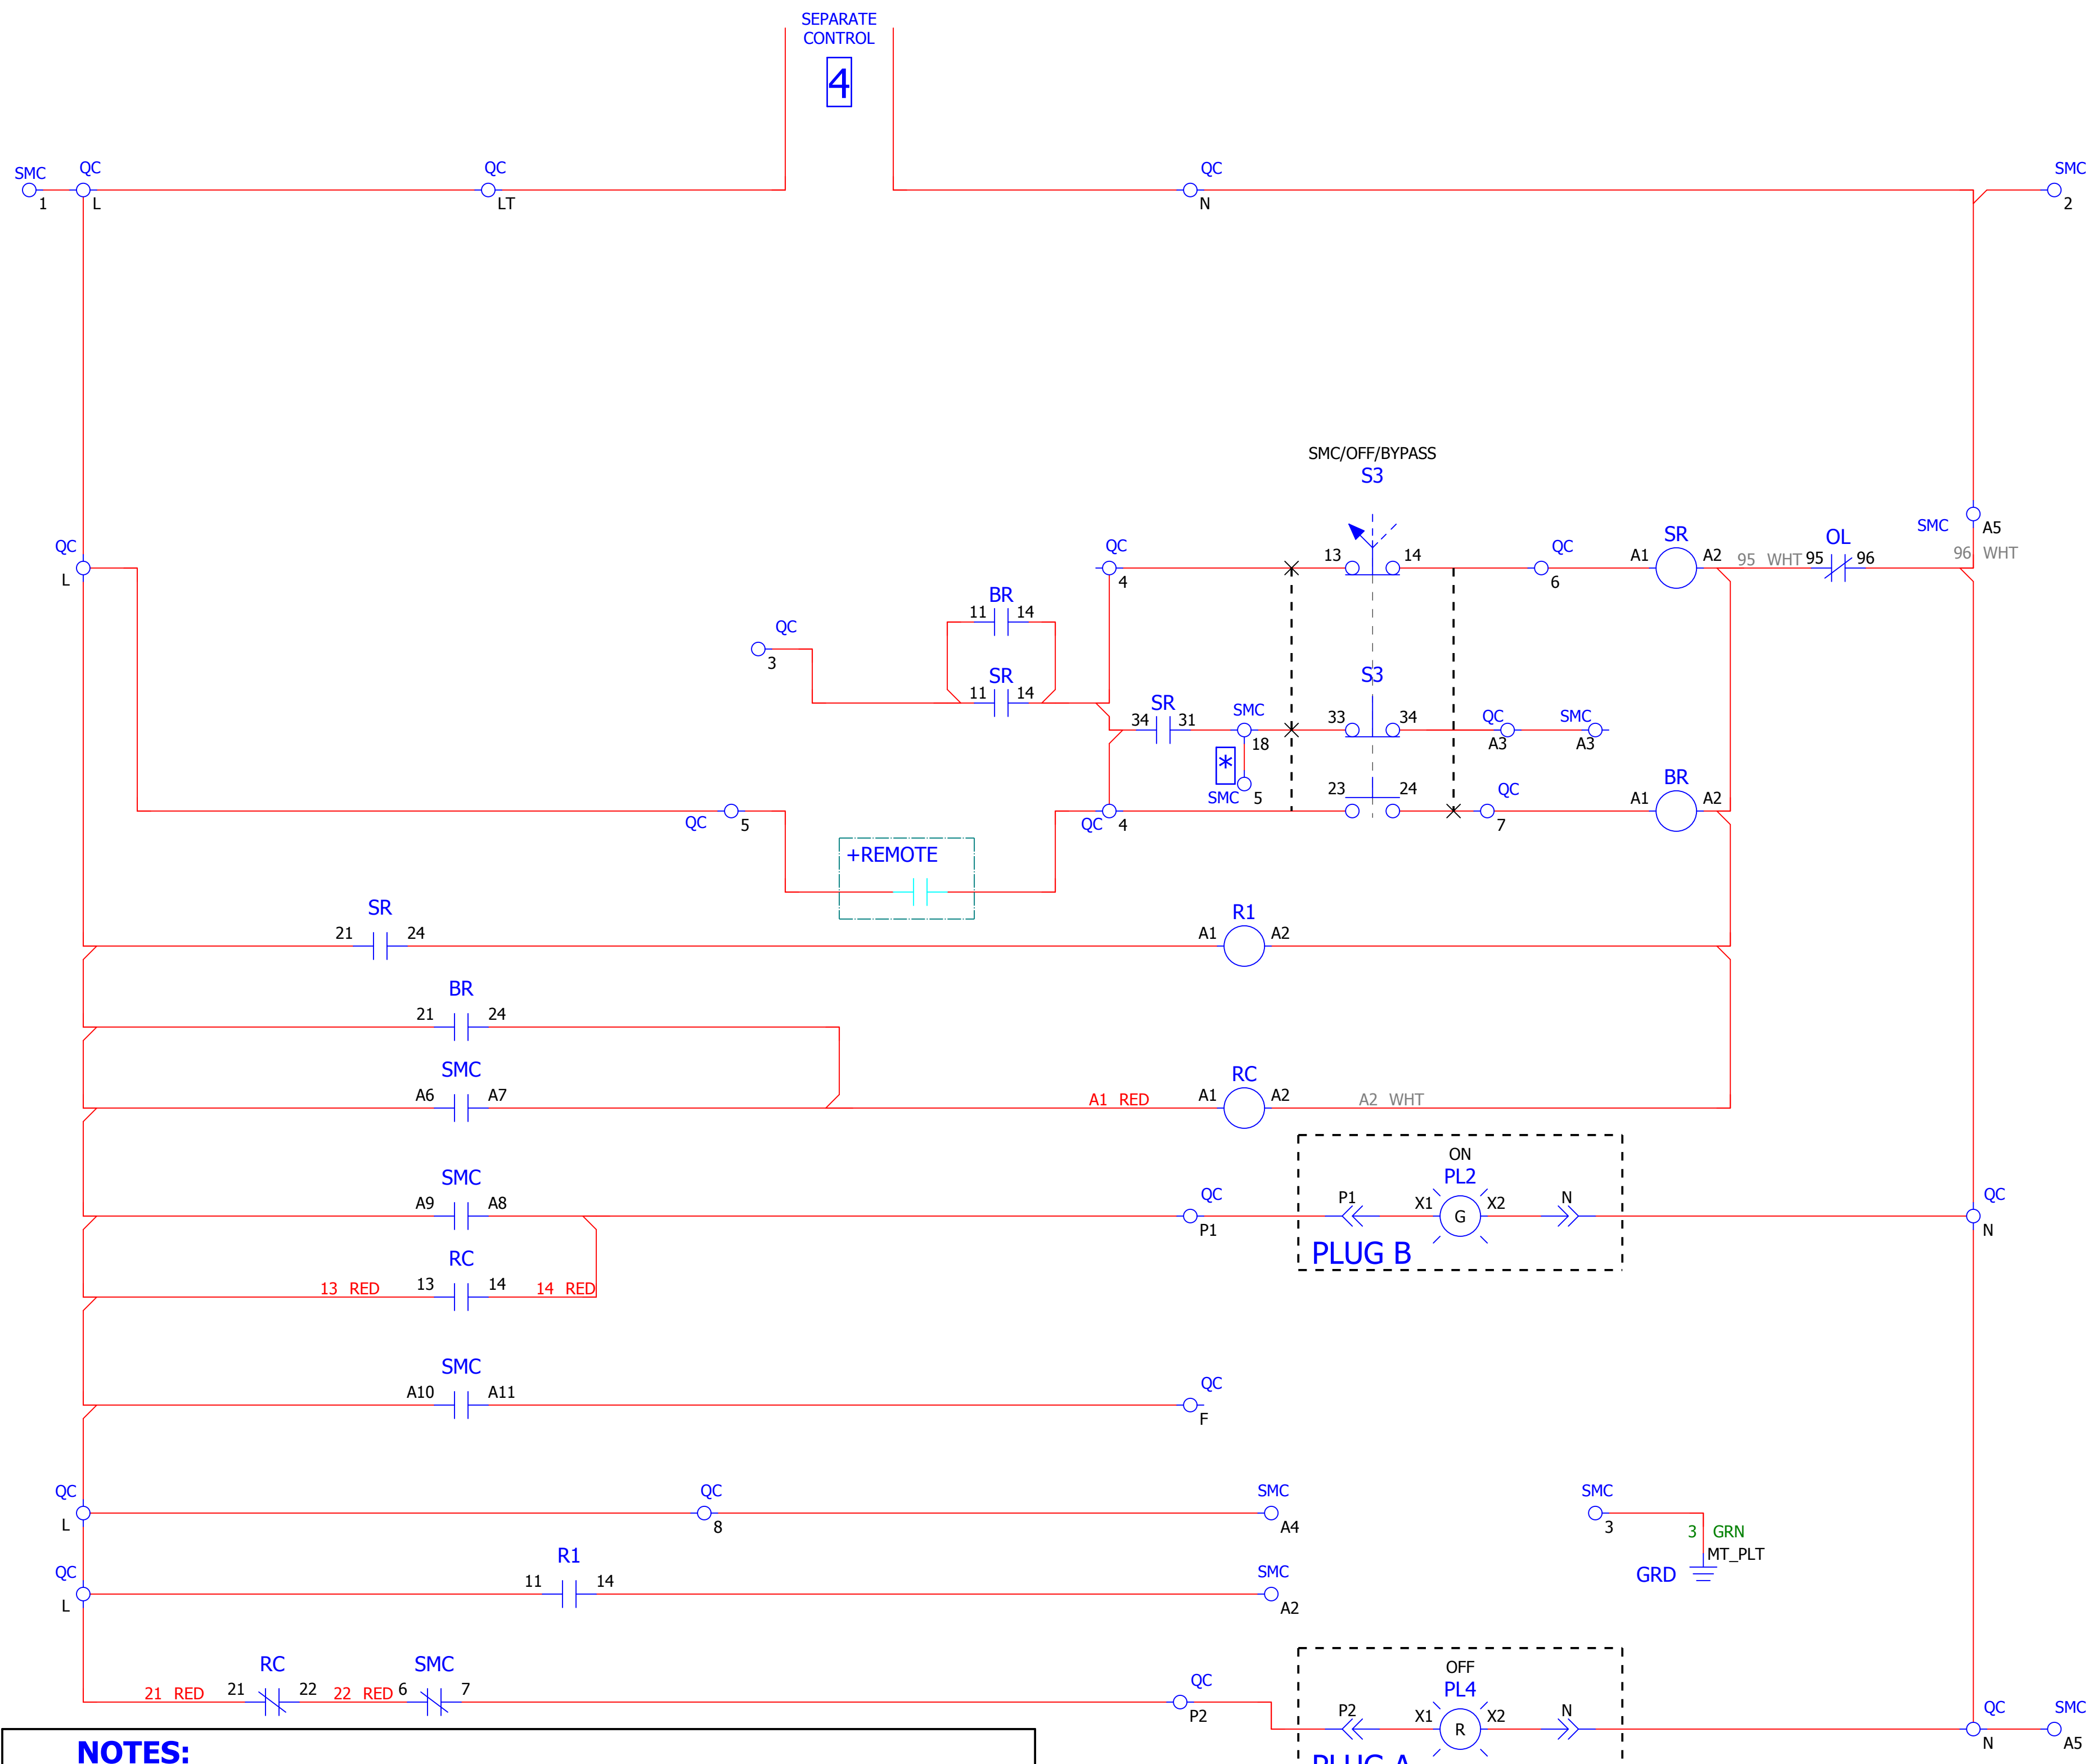 SEPARATE
CONTROL
4
SMC QC QC QC SMC
1 L LT N 2
SMC/OFF/BYPASS
S3
QC QC 13 14 QC SR OL SMC A5
L 4 6 A1 A2 95 WHT 95 96 96 WHT
BR
11 14
QC
3
SR S3
11 14
SR SMC QC SMC
34 31 18 33 34 A3 A3
*
SMC 5
23 24 QC BR
QC 5 QC 4 7 A1 A2
+REMOTE
SR R1
21 24 A1 A2
BR
21 24
SMC RC
A6 A7 A1 RED A1 A2 A2 WHT
ON
SMC QC PL2 QC
A9 A8 P1 P1 X1 G X2 N N
PLUG B
RC
13 RED 13 14 14 RED
SMC QC
A10 A11 F
QC QC SMC SMC
L 8 A4 3
3 GRN
MT_PLT
GRD
QC R1 SMC
L 11 14 A2
OFF
RC SMC QC PL4 QC SMC
21 RED 21 22 22 RED 6 7 P2 P2 X1 R X2 N N A5
NOTES:
PLUG A